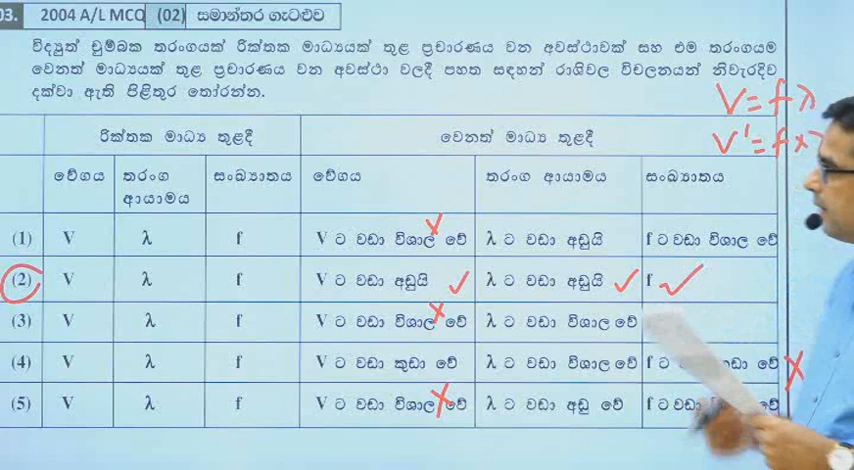 03. 2004 A/L MCQ (02) සමාන්තර ගැටළුව
විද්‍යුත් චුම්බක තරංගයක් රික්තක මාධ්‍යයක් තුළ ප්‍රචාරණය වන අවස්ථාවක් සහ එම තරංගයම
වෙනත් මාධ්‍යයක් තුළ ප්‍රචාරණය වන අවස්ථා වලදී පහත සඳහන් රාශිවල විචලනයන් නිවැරදිව
දක්වා ඇති පිළිතුර තෝරන්න.
V = fλ
V' = f x
රික්තක මාධ්‍ය තුළදී වෙනත් මාධ්‍ය තුළදී
වේගය තරංග ආයාමය සංඛ්‍යාතය වේගය තරංග ආයාමය සංඛ්‍යාතය
(1) V λ f V ට වඩා විශාල වේ λ ට වඩා අඩුයි f ට වඩා විශාල වේ
(2) V λ f V ට වඩා අඩුයි λ ට වඩා අඩුයි f
(3) V λ f V ට වඩා විශාල වේ λ ට වඩා විශාල වේ
(4) V λ f V ට වඩා කුඩා වේ λ ට වඩා විශාල වේ f ට වේ
(5) V λ f V ට වඩා විශාල වේ λ ට වඩා අඩු වේ f ට වඩා වේ